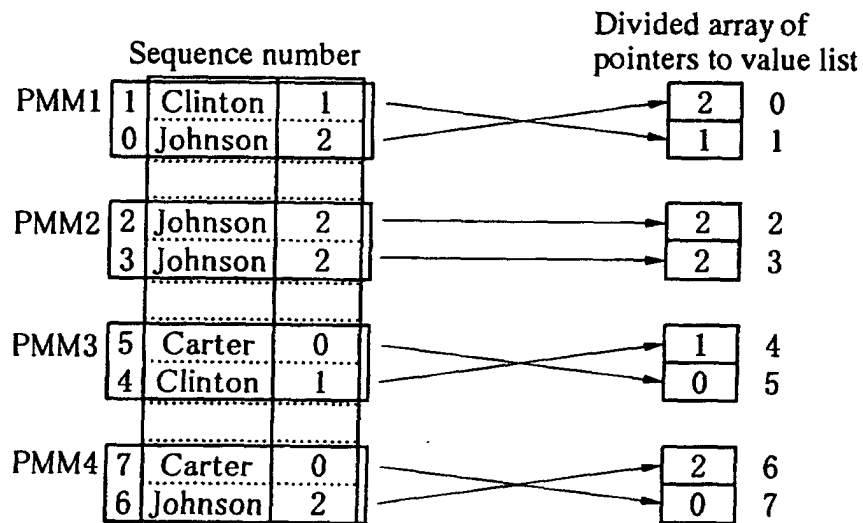 Sequence number
Divided array of
pointers to value list
PMM1 1 Clinton 1 2 0
0 Johnson 2 1 1
PMM2 2 Johnson 2 2 2
3 Johnson 2 2 3
PMM3 5 Carter 0 1 4
4 Clinton 1 0 5
PMM4 7 Carter 0 2 6
6 Johnson 2 0 7